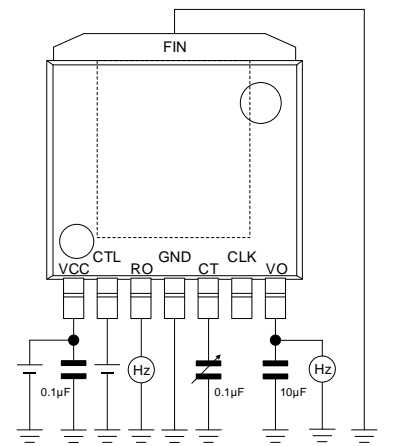 FIN
VCC CTL RO GND CT CLK VO
Hz Hz
0.1µF 0.1µF 10µF